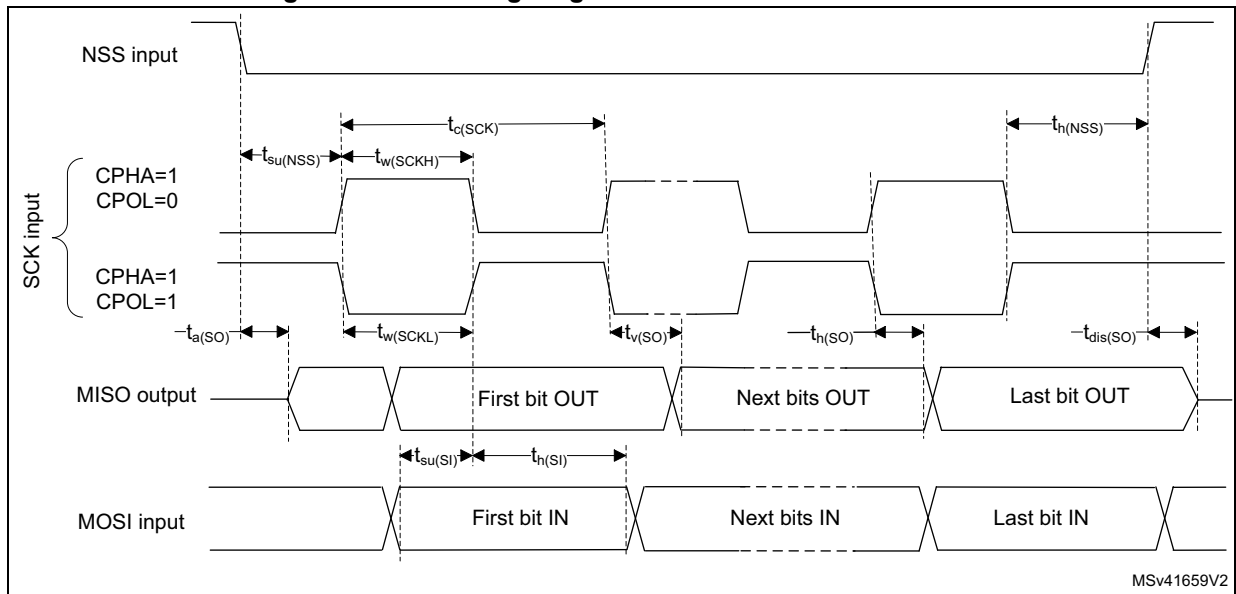 NSS input
tc(SCK)
th(NSS)
tsu(NSS)
tw(SCKH)
SCK input
CPHA=1
CPOL=0
CPHA=1
CPOL=1
ta(SO)
tw(SCKL)
tv(SO)
th(SO)
tdis(SO)
MISO output
First bit OUT
Next bits OUT
Last bit OUT
tsu(SI)
th(SI)
MOSI input
First bit IN
Next bits IN
Last bit IN
MSv41659V2